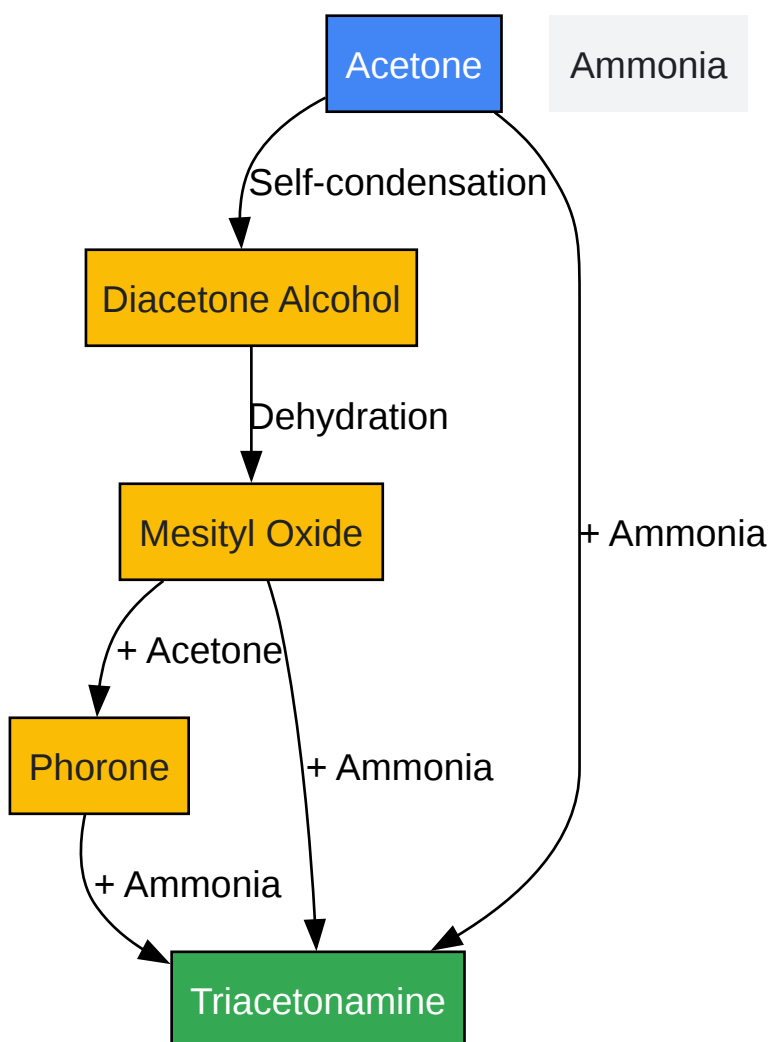 Acetone
Ammonia
Self-condensation
Diacetone Alcohol
Dehydration
Mesityl Oxide
+ Ammonia
+ Acetone
Phorone
+ Ammonia
+ Ammonia
Triacetonamine